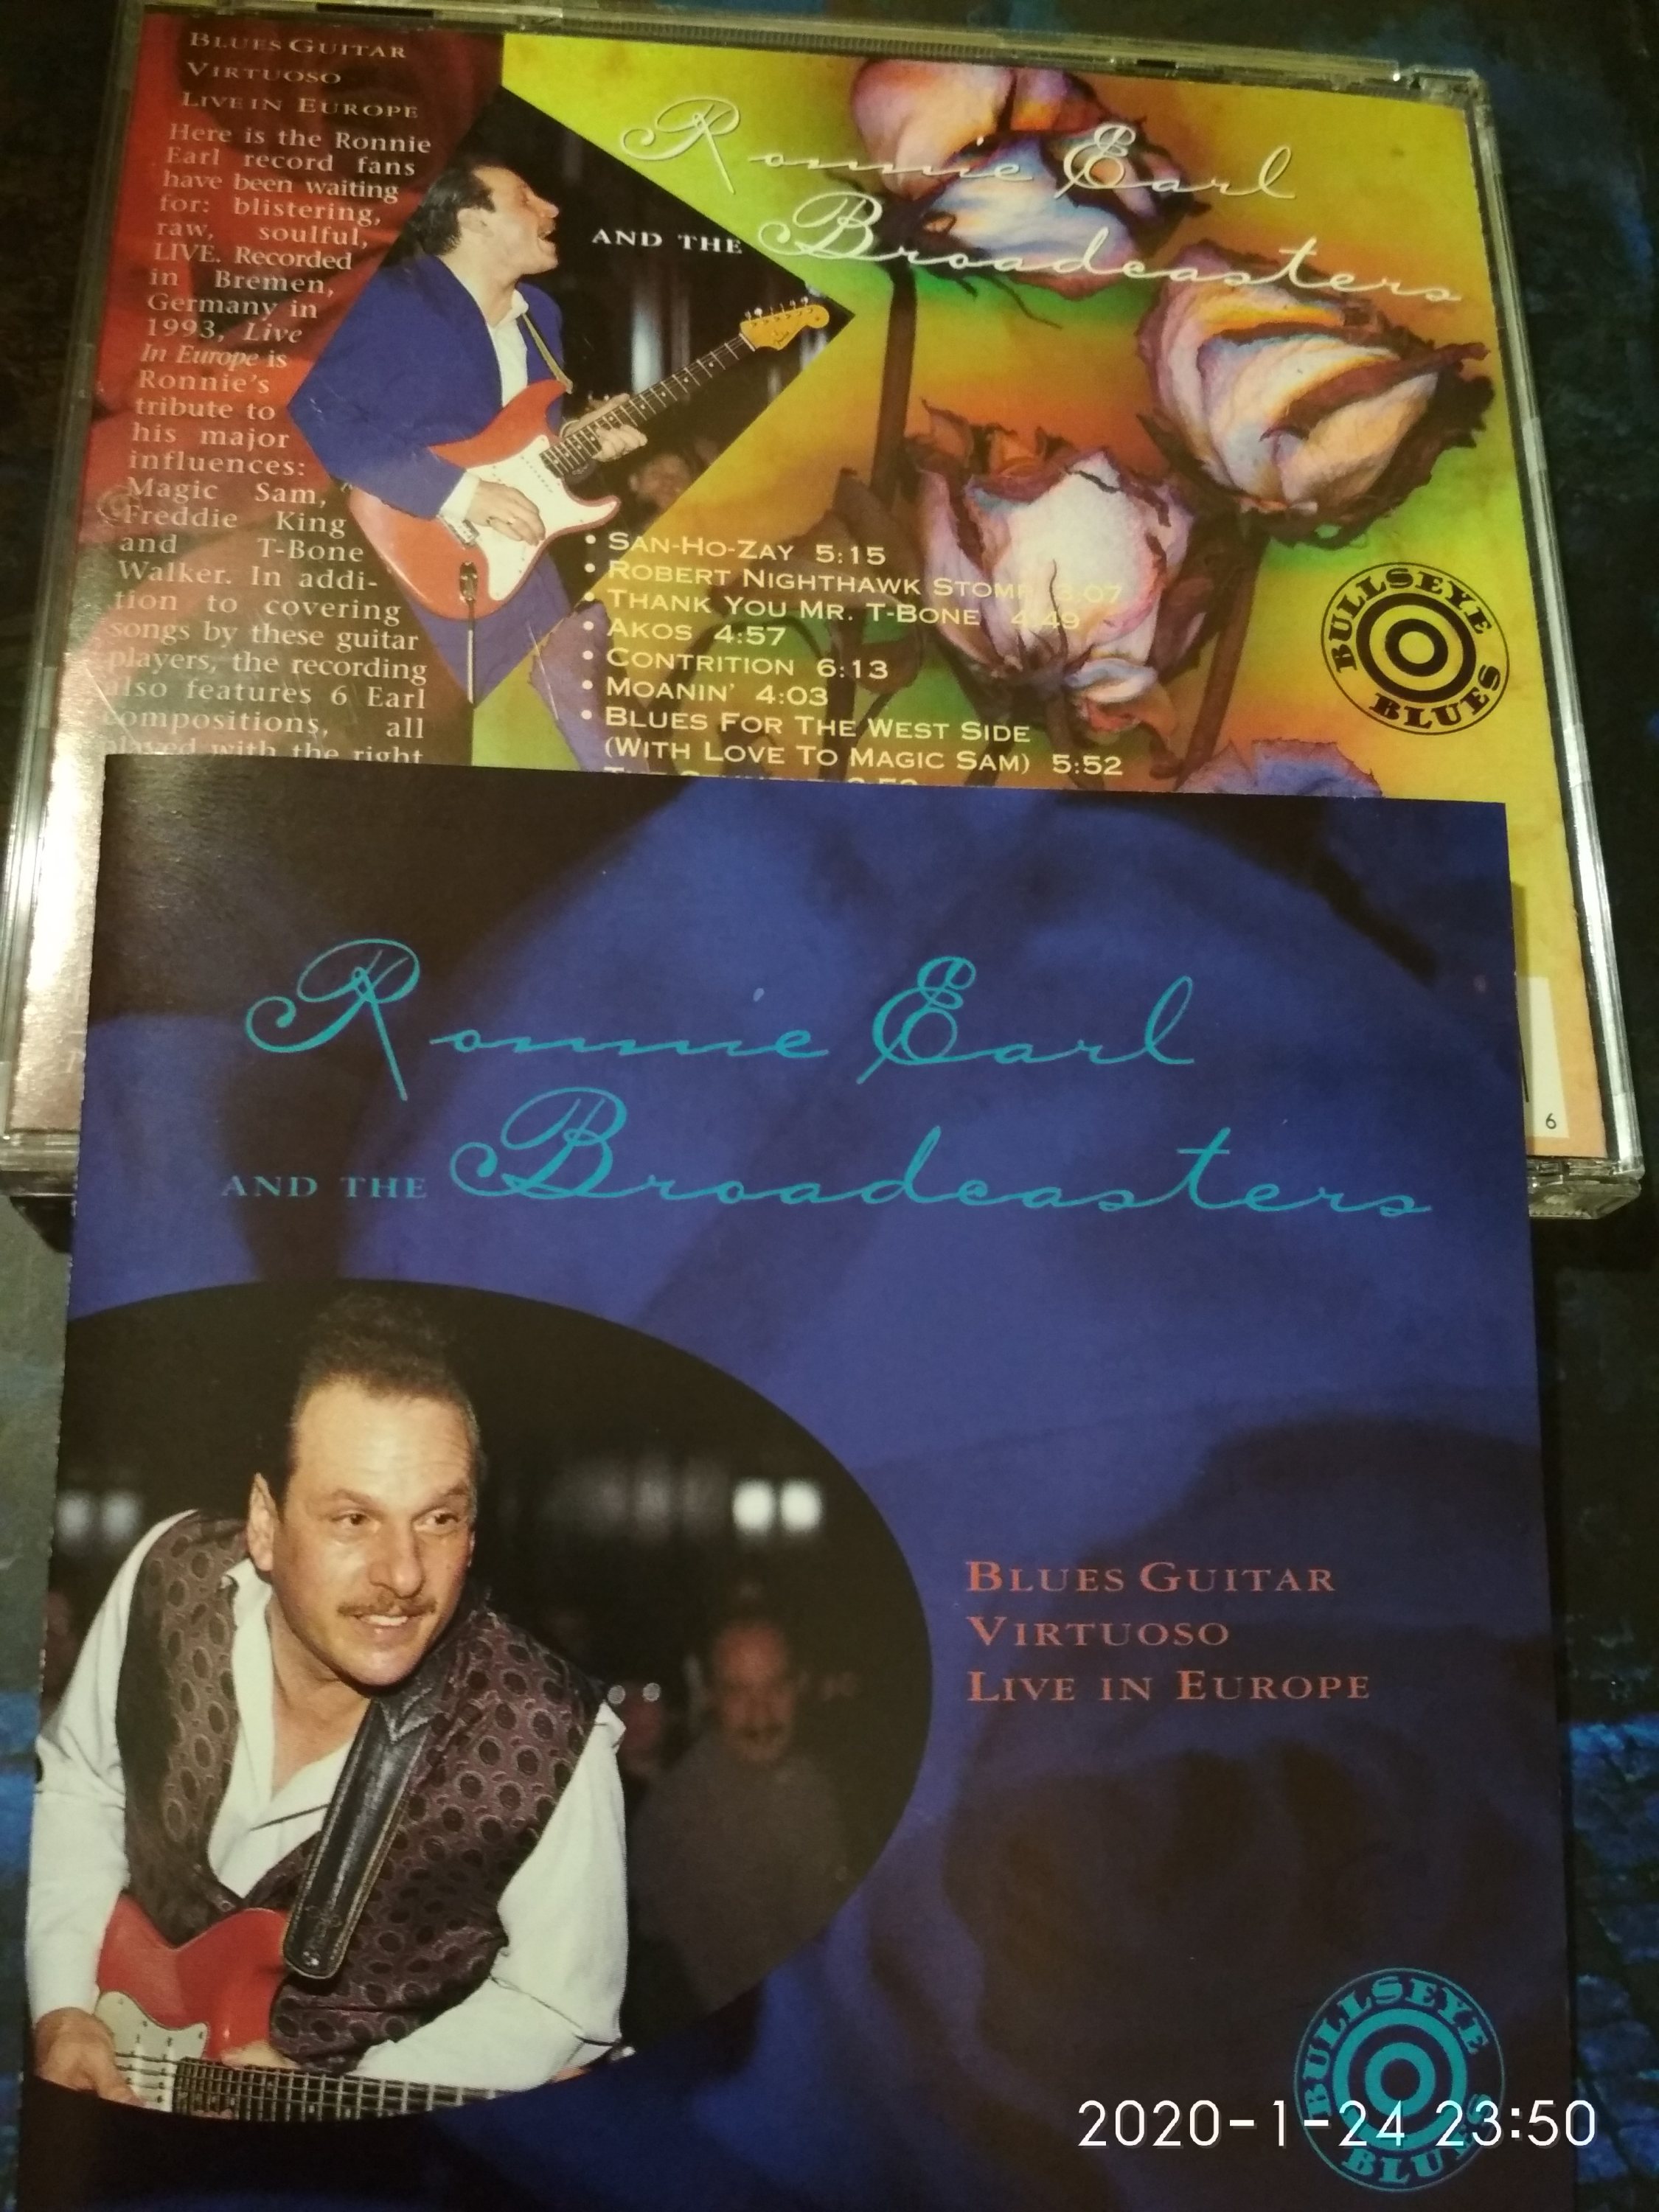 BLUES GUITAR
VIRTUOSO
LIVE IN EUROPE
Here is the Ronnie
Earl record fans
have been waiting
for: blistering,
raw, soulful,
LIVE. Recorded
in Bremen,
Germany in
1993, Live
In Europe is
Ronnie's
tribute to
his major
influences:
Magic Sam,
Freddie King
and T-Bone
Walker. In addi-
tion to covering
songs by these guitar
players, the recording
also features 6 Earl
compositions, all
played with the right
Ronnie Earl
AND THE Broadcasters
• SAN-HO-ZAY 5:15
• ROBERT NIGHTHAWK STOMP 3:07
• THANK YOU MR. T-BONE 4:49
• AKOS 4:57
• CONTRITION 6:13
• MOANIN' 4:03
• BLUES FOR THE WEST SIDE
(WITH LOVE TO MAGIC SAM) 5:52
BULLSEYE
BLUES
6
Ronnie Earl
AND THE Broadcasters
BLUES GUITAR
VIRTUOSO
LIVE IN EUROPE
BULLSEYE
BLUES
2020-1-24 23:50